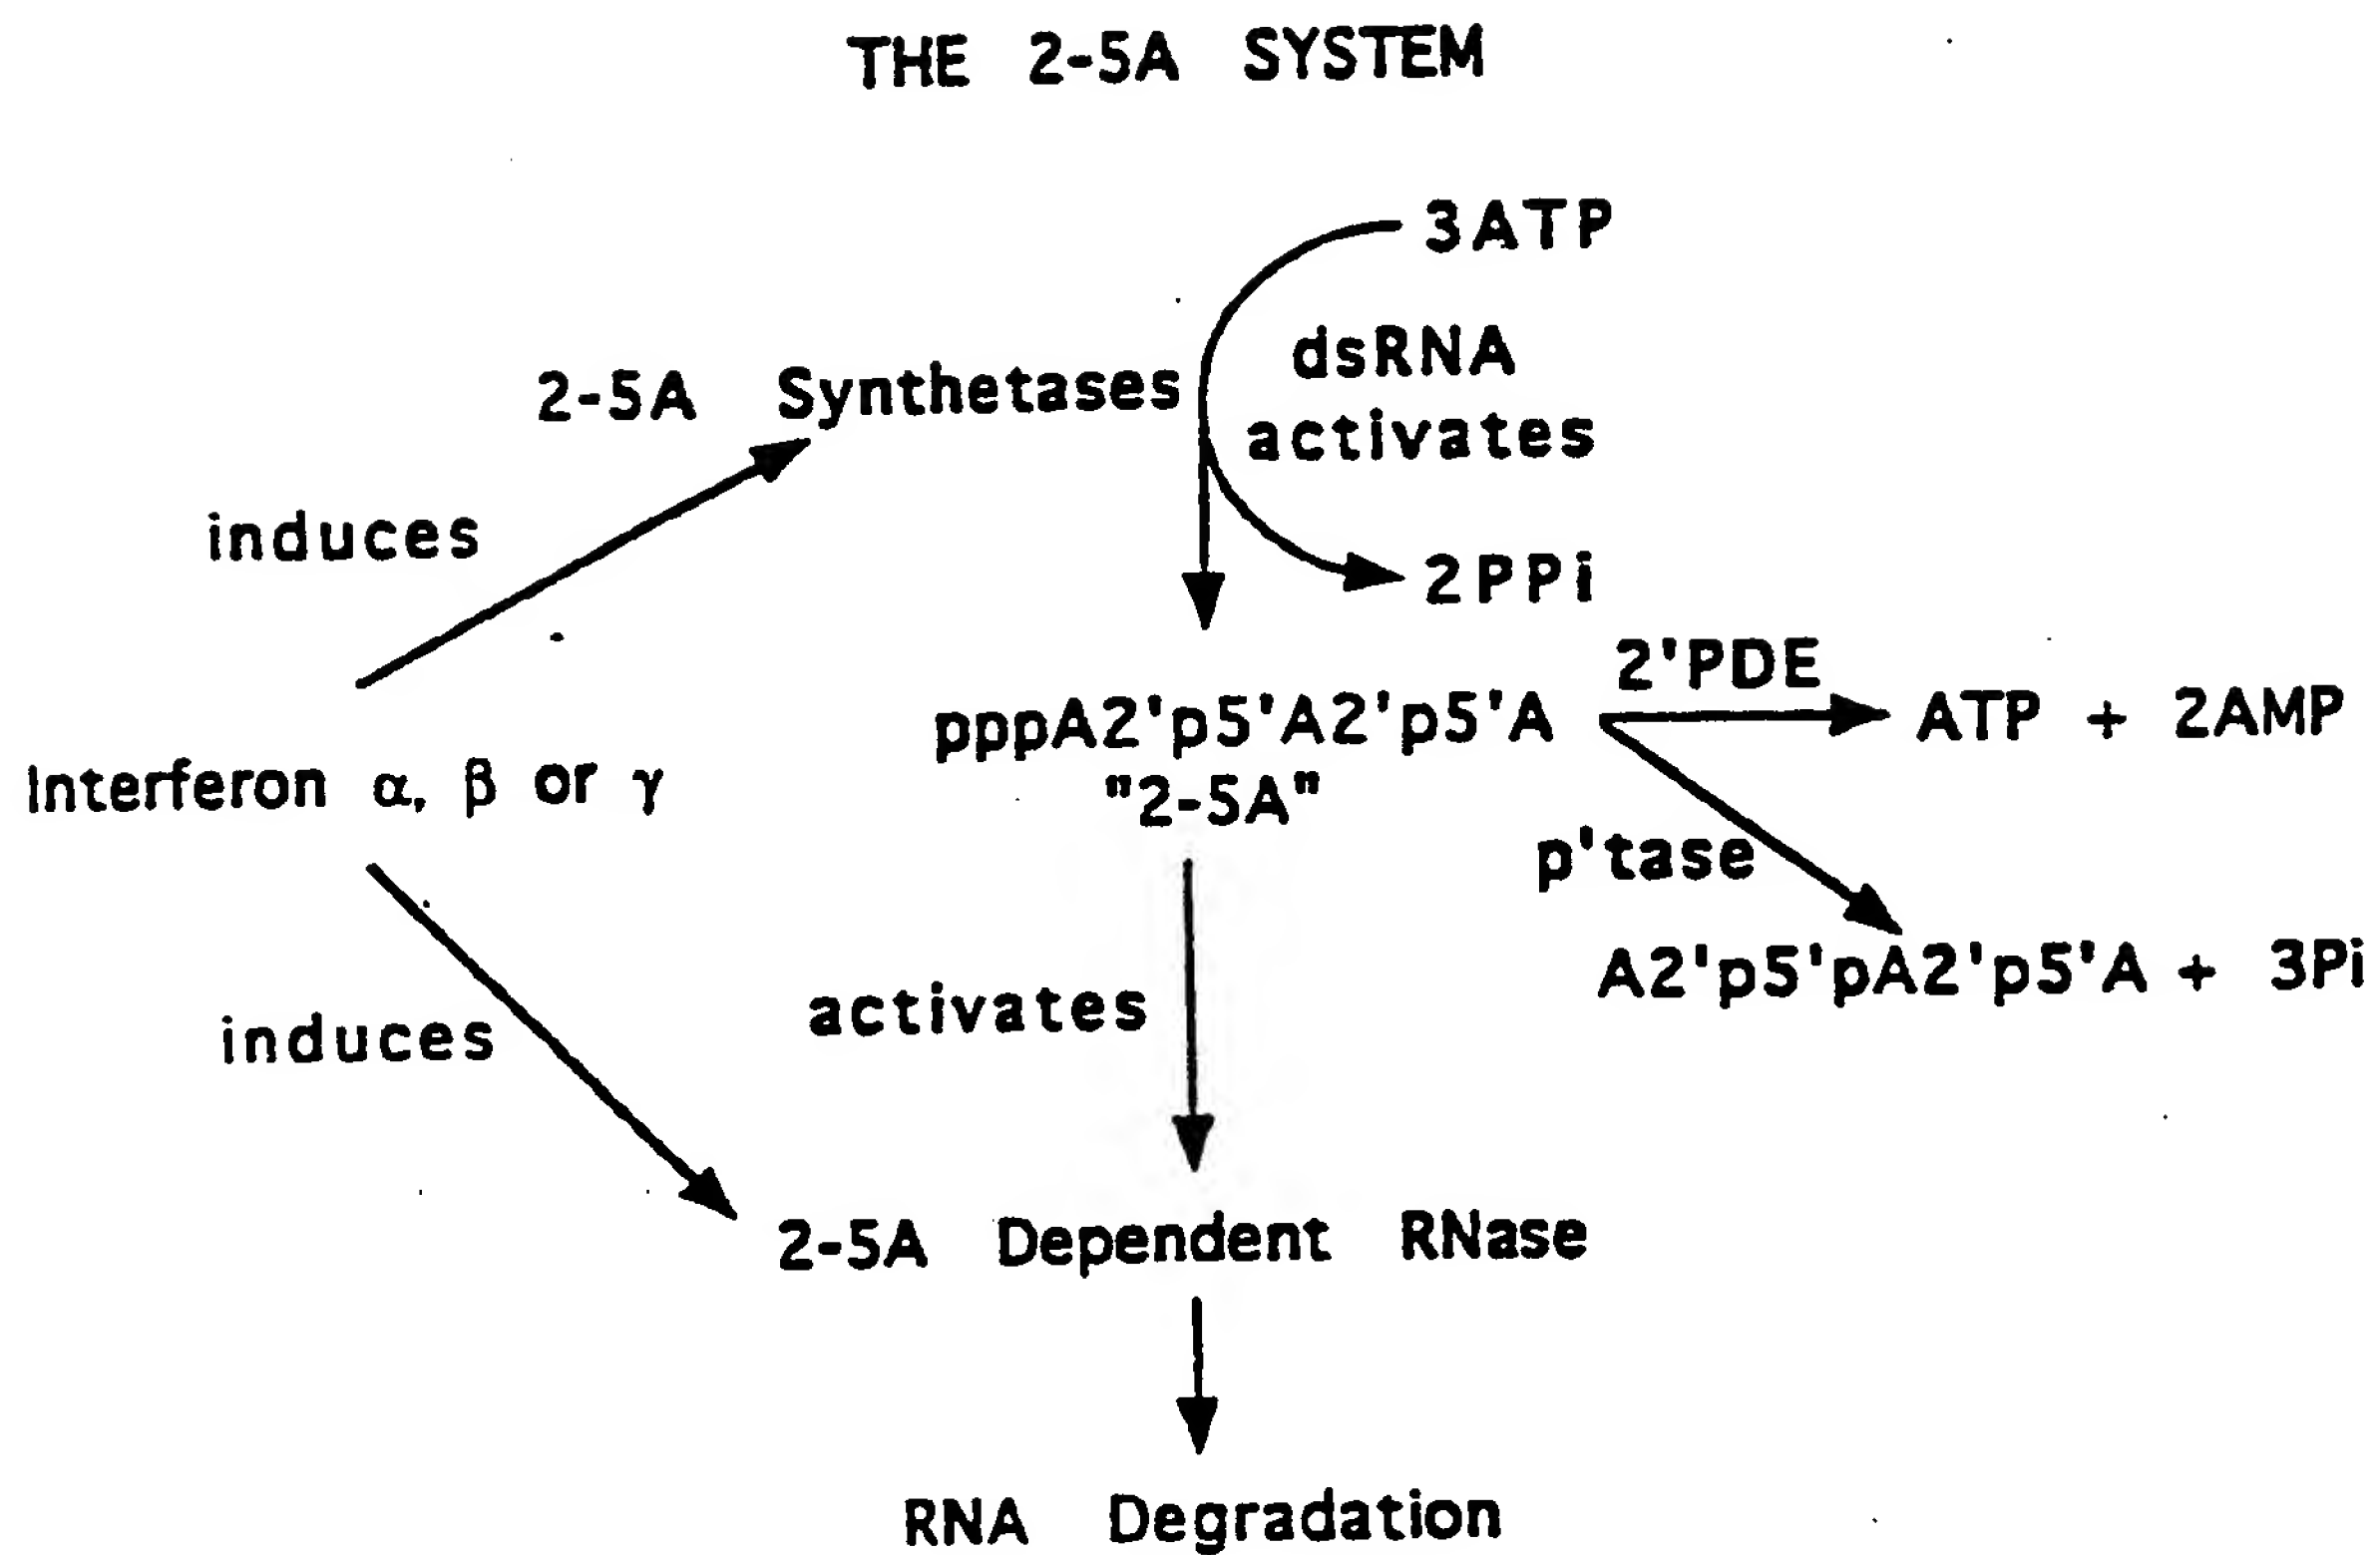 THE 2-5A SYSTEM
3ATP
dsRNA
activates
2-5A Synthetases
induces
2PPi
2'PDE
pppA2'p5'A2'p5'A
ATP + 2AMP
"2-5A"
Interferon α, β or γ
p'tase
A2'p5'pA2'p5'A + 3Pi
activates
induces
2-5A Dependent RNase
RNA Degradation